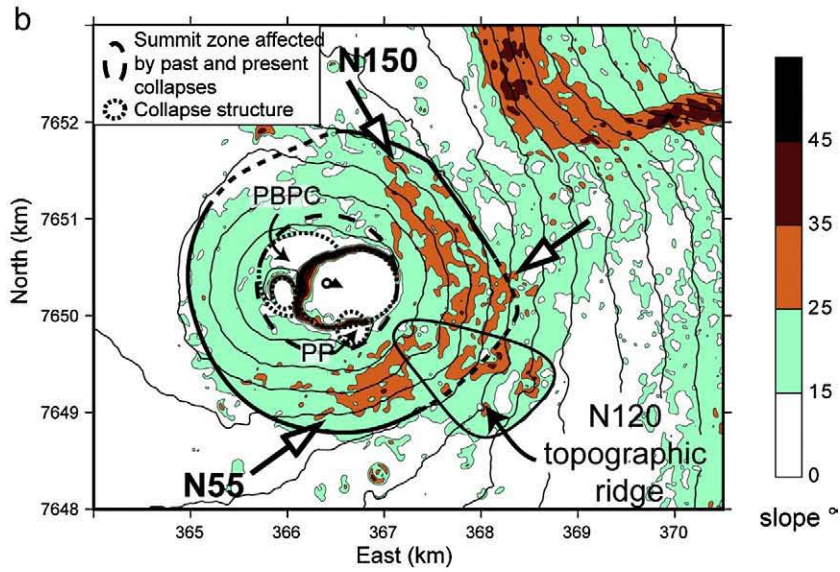 b
Summit zone affected
by past and present
collapses
Collapse structure
N150
PBPC
PP
N55
N120
topographic
ridge
7652
7651
7650
7649
7648
North (km)
365
366
367
368
369
370
East (km)
45
35
25
15
0
slope °